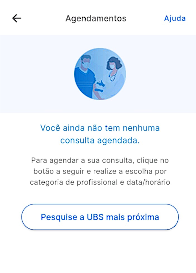 Agendamentos Ajuda
Você ainda não tem nenhuma
consulta agendada.
Para agendar a sua consulta, clique no
botão a seguir e realize a escolha por
categoria de profissional e data/horário
Pesquise a UBS mais próxima